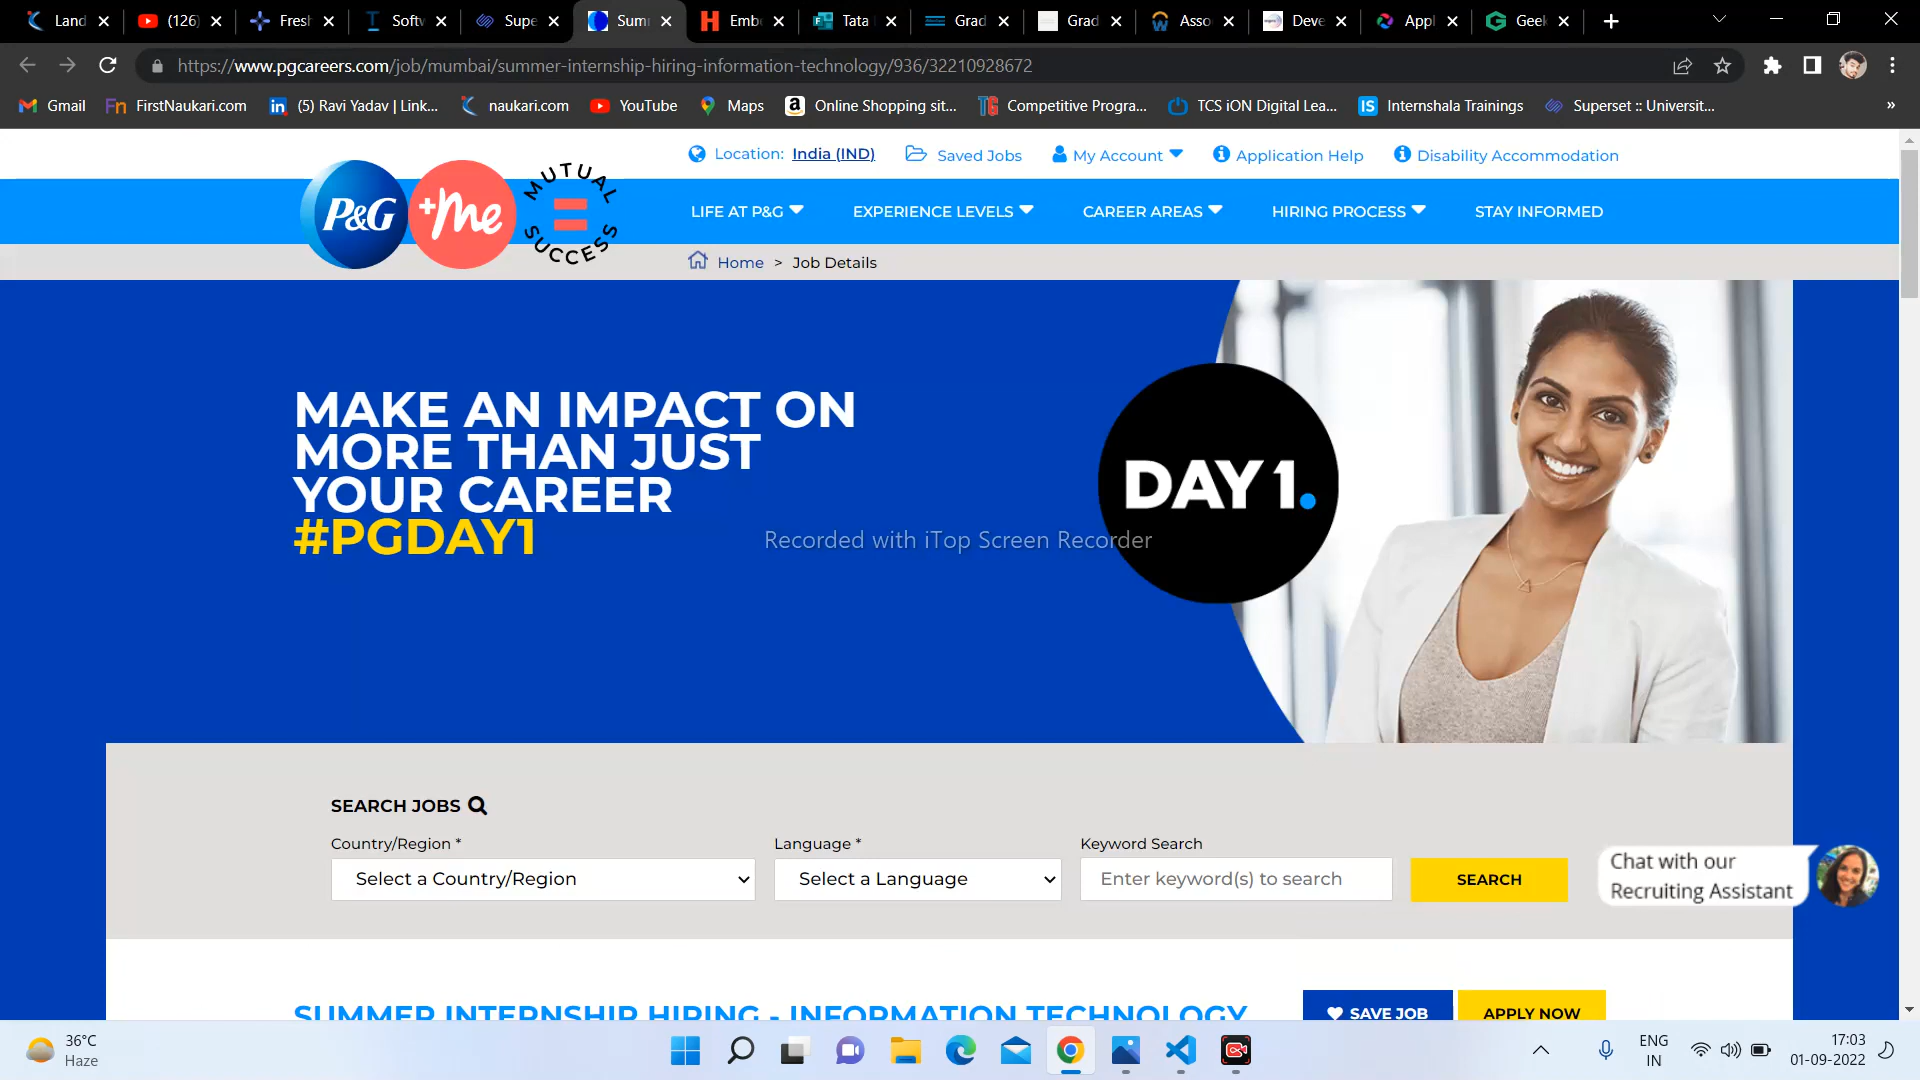 Land
(126)
Fresh
Softw
Supe
Summ
Embe
Tata
Grad
Grad
Asso
Deve
Appl
Geek
https://www.pgcareers.com/job/mumbai/summer-internship-hiring-information-technology/936/32210928672
Gmail
Fn FirstNaukari.com
in (5) Ravi Yadav | Link...
naukari.com
YouTube
Maps
a Online Shopping sit...
TG Competitive Progra...
TCS iON Digital Lea...
IS Internshala Trainings
Superset :: Universit...
»
Location: India (IND)
Saved Jobs
My Account
Application Help
Disability Accommodation
P&G
+Me
MUTUAL
SUCCESS
LIFE AT P&G
EXPERIENCE LEVELS
CAREER AREAS
HIRING PROCESS
STAY INFORMED
Home > Job Details
MAKE AN IMPACT ON
MORE THAN JUST
YOUR CAREER
#PGDAY1
DAY 1.
Recorded with iTop Screen Recorder
SEARCH JOBS
Country/Region *
Language *
Keyword Search
Select a Country/Region
Select a Language
Enter keyword(s) to search
SEARCH
Chat with our
Recruiting Assistant
SUMMER INTERNSHIP HIRING - INFORMATION TECHNOLOGY
SAVE JOB
APPLY NOW
36°C
Haze
ENG
IN
17:03
01-09-2022